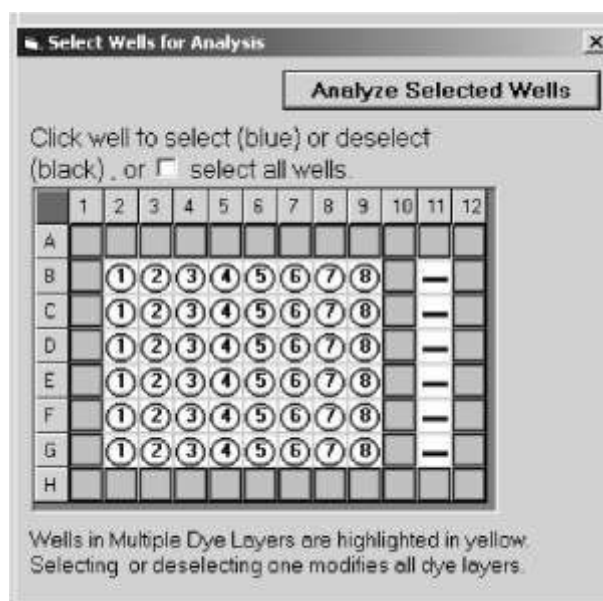 Select Wells for Analysis
Analyze Selected Wells
Click well to select (blue) or deselect
(black) , or select all wells.
1 2 3 4 5 6 7 8 9 10 11 12
A
B 1 2 3 4 5 6 7 8 –
C 1 2 3 4 5 6 7 8 –
D 1 2 3 4 5 6 7 8 –
E 1 2 3 4 5 6 7 8 –
F 1 2 3 4 5 6 7 8 –
G 1 2 3 4 5 6 7 8 –
H
Wells in Multiple Dye Layers are highlighted in yellow.
Selecting or deselecting one modifies all dye layers.